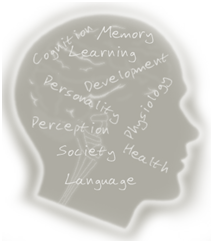 Cognition Memory
Learning
Development
Personality
Physiology
Perception
Society Health
Language